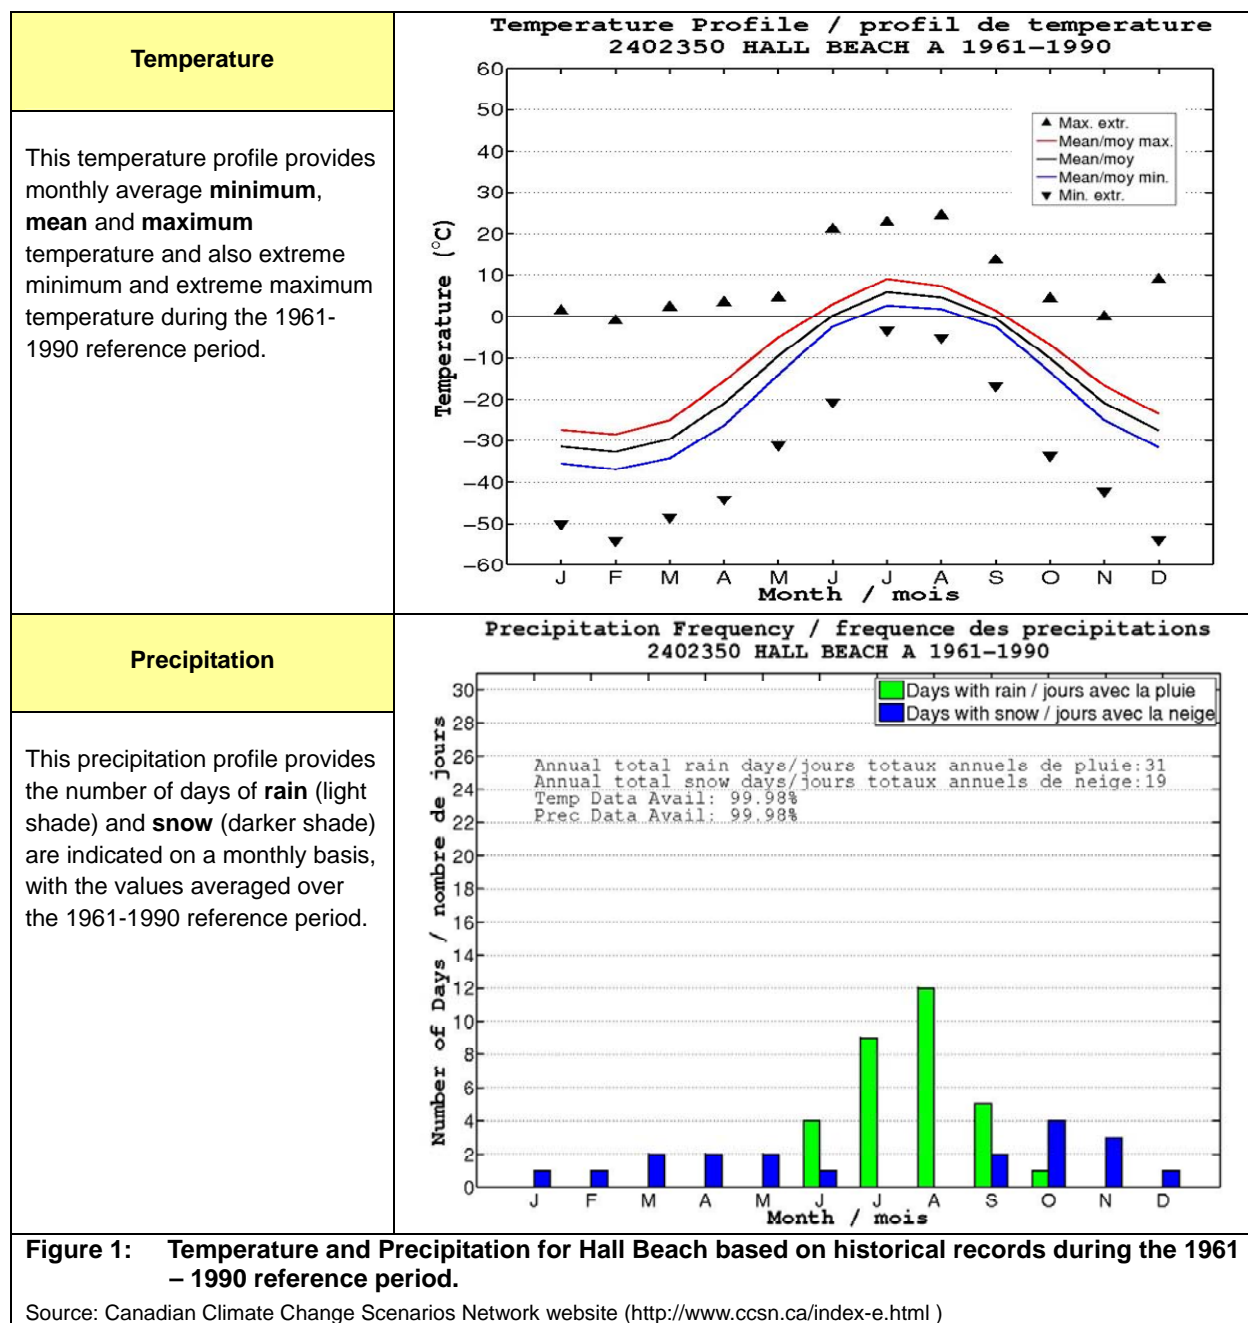 Temperature
This temperature profile provides
monthly average minimum,
mean and maximum
temperature and also extreme
minimum and extreme maximum
temperature during the 1961-
1990 reference period.
Temperature Profile / profil de temperature
2402350 HALL BEACH A 1961–1990
60
50
40
30
20
10
0
−10
−20
−30
−40
−50
−60
Temperature (°C)
Max. extr.
Mean/moy max.
Mean/moy
Mean/moy min.
Min. extr.
J F M A M J J A S O N D
Month / mois
Precipitation
This precipitation profile provides
the number of days of rain (light
shade) and snow (darker shade)
are indicated on a monthly basis,
with the values averaged over
the 1961-1990 reference period.
Precipitation Frequency / frequence des precipitations
2402350 HALL BEACH A 1961–1990
30
28
26
24
22
20
18
16
14
12
10
8
6
4
2
0
Number of Days / nombre de jours
Days with rain / jours avec la pluie
Days with snow / jours avec la neige
Annual total rain days/jours totaux annuels de pluie:31
Annual total snow days/jours totaux annuels de neige:19
Temp Data Avail: 99.98%
Prec Data Avail: 99.98%
J F M A M J J A S O N D
Month / mois
Figure 1: Temperature and Precipitation for Hall Beach based on historical records during the 1961
– 1990 reference period.
Source: Canadian Climate Change Scenarios Network website (http://www.ccsn.ca/index-e.html )